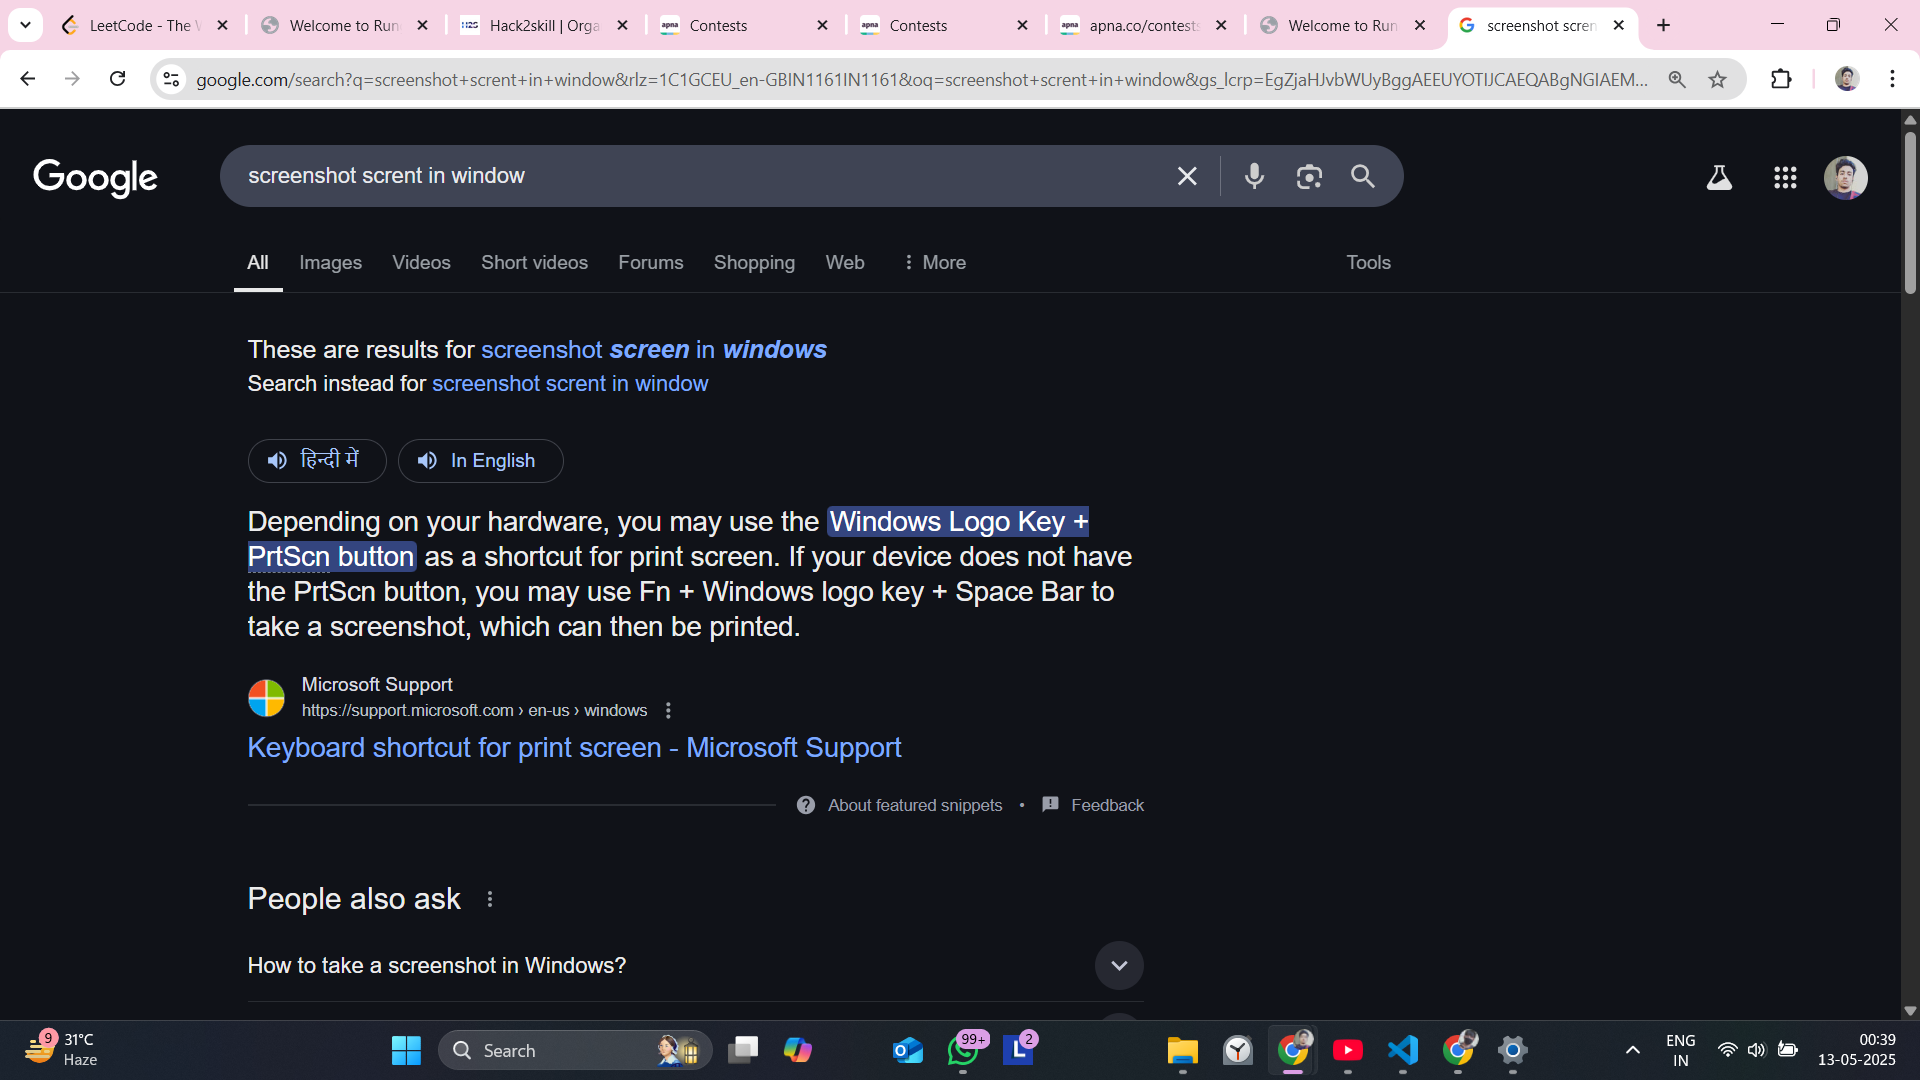 LeetCode - The W
Welcome to Run
H2S Hack2skill | Orga
apna Contests
apna Contests
apna apna.co/contests
Welcome to Run
screenshot scren
google.com/search?q=screenshot+scrent+in+window&rlz=1C1GCEU_en-GBIN1161IN1161&oq=screenshot+scrent+in+window&gs_lcrp=EgZjaHJvbWUyBggAEEUYOTIJCAEQABgNGIAEM...
Google
screenshot scrent in window
All Images Videos Short videos Forums Shopping Web More Tools
These are results for screenshot screen in windows
Search instead for screenshot scrent in window
हिन्दी में In English
Depending on your hardware, you may use the Windows Logo Key +
PrtScn button as a shortcut for print screen. If your device does not have
the PrtScn button, you may use Fn + Windows logo key + Space Bar to
take a screenshot, which can then be printed.
Microsoft Support
https://support.microsoft.com › en-us › windows
Keyboard shortcut for print screen - Microsoft Support
About featured snippets • Feedback
People also ask
How to take a screenshot in Windows?
9 31°C
Haze
Search
99+
L 2
ENG
IN
00:39
13-05-2025